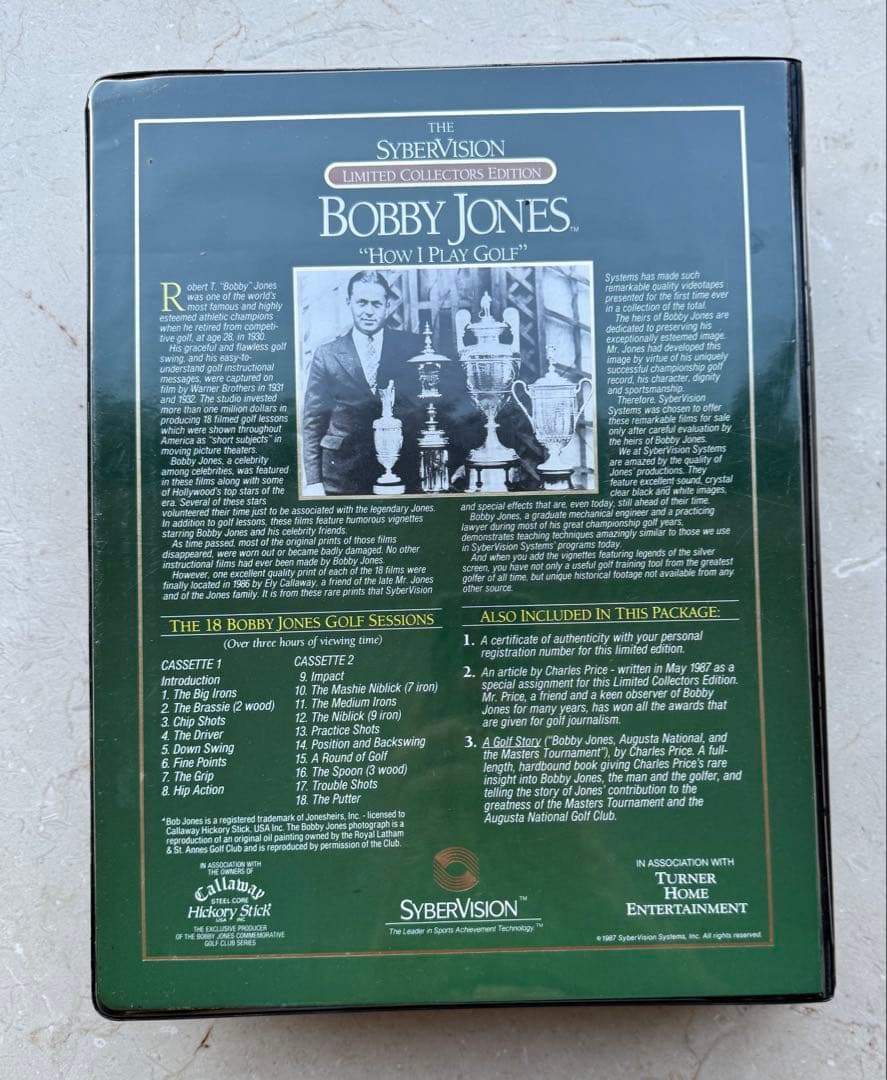 THE
SYBERVISION
LIMITED COLLECTORS EDITION
BOBBY JONES™
"HOW I PLAY GOLF"
Robert T. "Bobby" Jones
was one of the world's
most famous and highly
esteemed athletic champions
when he retired from competi-
tive golf, at age 28, in 1930.
His graceful and flawless golf
swing, and his easy-to-
understand golf instructional
messages, were captured on
film by Warner Brothers in 1931
and 1932. The studio invested
more than one million dollars in
producing 18 filmed golf lessons
which were shown throughout
America as "short subjects" in
moving picture theaters.
Bobby Jones, a celebrity
among celebrities, was featured
in these films along with some
of Hollywood's top stars of the
era. Several of these stars
volunteered their time just to be associated with the legendary Jones.
In addition to golf lessons, these films feature humorous vignettes
starring Bobby Jones and his celebrity friends.
As time passed, most of the original prints of those films
disappeared, were worn out or became badly damaged. No other
instructional films had ever been made by Bobby Jones.
However, one excellent quality print of each of the 18 films were
finally located in 1986 by Ely Callaway, a friend of the late Mr. Jones
and of the Jones family. It is from these rare prints that SyberVision
Systems has made such
remarkable quality videotapes
presented for the first time ever
in a collection of the total.
The heirs of Bobby Jones are
dedicated to preserving his
exceptionally esteemed image.
Mr. Jones had developed this
image by virtue of his uniquely
successful championship golf
record, his character, dignity
and sportsmanship.
Therefore, SyberVision
Systems was chosen to offer
these remarkable films for sale
only after careful evaluation by
the heirs of Bobby Jones.
We at SyberVision Systems
are amazed by the quality of
Jones' productions. They
feature excellent sound, crystal
clear black and white images,
and special effects that are, even today, still ahead of their time.
Bobby Jones, a graduate mechanical engineer and a practicing
lawyer during most of his great championship golf years,
demonstrates teaching techniques amazingly similar to those we use
in SyberVision Systems' programs today.
And when you add the vignettes featuring legends of the silver
screen, you have not only a useful golf training tool from the greatest
golfer of all time, but unique historical footage not available from any
other source.
THE 18 BOBBY JONES GOLF SESSIONS
(Over three hours of viewing time)
CASSETTE 1
Introduction
1. The Big Irons
2. The Brassie (2 wood)
3. Chip Shots
4. The Driver
5. Down Swing
6. Fine Points
7. The Grip
8. Hip Action
CASSETTE 2
9. Impact
10. The Mashie Niblick (7 iron)
11. The Medium Irons
12. The Niblick (9 iron)
13. Practice Shots
14. Position and Backswing
15. A Round of Golf
16. The Spoon (3 wood)
17. Trouble Shots
18. The Putter
*Bob Jones is a registered trademark of Jonesheirs, Inc. - licensed to
Callaway Hickory Stick, USA Inc. The Bobby Jones photograph is a
reproduction of an original oil painting owned by the Royal Latham
& St. Annes Golf Club and is reproduced by permission of the Club.
ALSO INCLUDED IN THIS PACKAGE:
1. A certificate of authenticity with your personal
registration number for this limited edition.
2. An article by Charles Price - written in May 1987 as a
special assignment for this Limited Collectors Edition.
Mr. Price, a friend and a keen observer of Bobby
Jones for many years, has won all the awards that
are given for golf journalism.
3. A Golf Story ("Bobby Jones, Augusta National, and
the Masters Tournament"), by Charles Price. A full-
length, hardbound book giving Charles Price's rare
insight into Bobby Jones, the man and the golfer, and
telling the story of Jones' contribution to the
greatness of the Masters Tournament and the
Augusta National Golf Club.
IN ASSOCIATION WITH
THE OWNERS OF
Callaway
STEEL CORE
Hickory Stick
USA INC
THE EXCLUSIVE PRODUCER
OF THE BOBBY JONES COMMEMORATIVE
GOLF CLUB SERIES
SYBERVISION™
The Leader in Sports Achievement Technology.™
IN ASSOCIATION WITH
TURNER
HOME
ENTERTAINMENT
©1987 SyberVision Systems, Inc. All rights reserved.